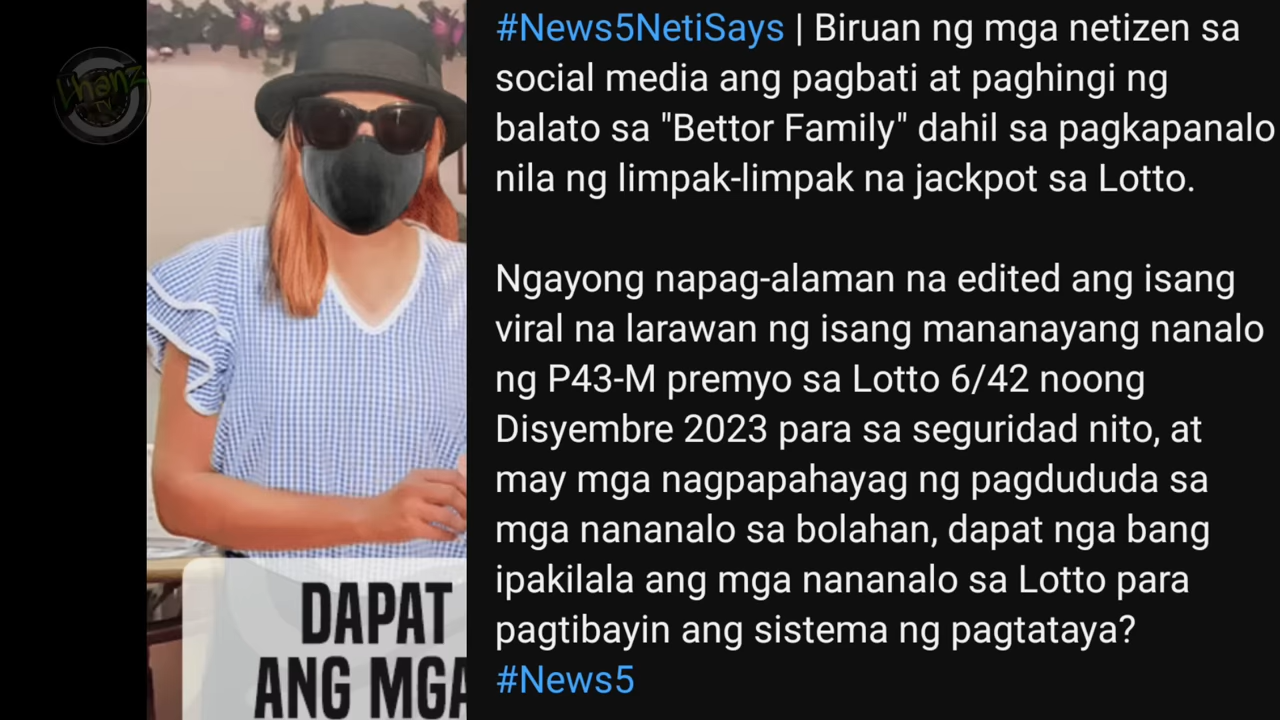 #News5NetiSays | Biruan ng mga netizen sa
social media ang pagbati at paghingi ng
balato sa "Bettor Family" dahil sa pagkapanalo
nila ng limpak-limpak na jackpot sa Lotto.
Ngayong napag-alaman na edited ang isang
viral na larawan ng isang mananayang nanalo
ng P43-M premyo sa Lotto 6/42 noong
Disyembre 2023 para sa seguridad nito, at
may mga nagpapahayag ng pagdududa sa
mga nananalo sa bolahan, dapat nga bang
ipakilala ang mga nananalo sa Lotto para
pagtibayin ang sistema ng pagtataya?
#News5
DAPAT
ANG MGA